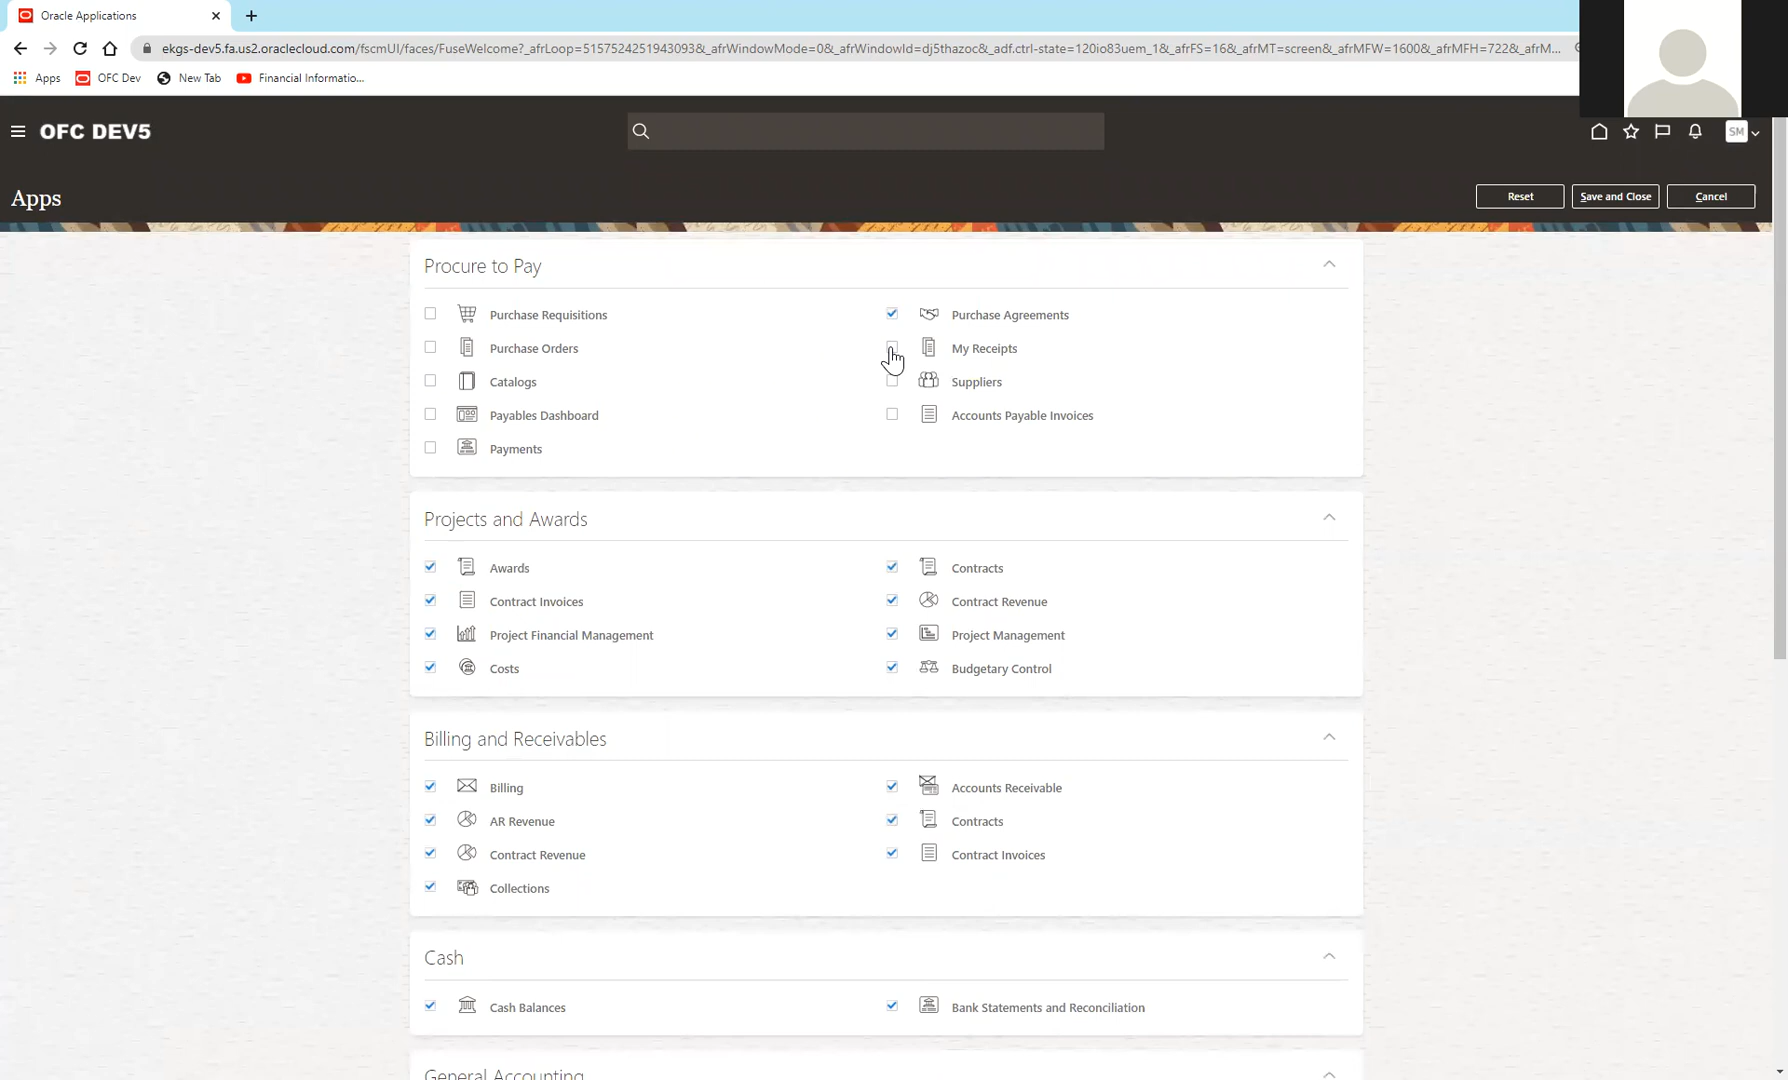 Oracle Applications
ekgs-dev5.fa.us2.oraclecloud.com/fscmUI/faces/FuseWelcome?_afrLoop=51575242519430​93&_afrWindowMode=0&_afrWindowId=dj5thazoc&_adf.ctrl-state=120io83uem_1&_afrFS=16&_afrMT=screen&_afrMFW=1600&_afrMFH=722&_afrM...
Apps OFC Dev New Tab Financial Informatio...
OFC DEV5
SM
Apps
Reset Save and Close Cancel
Procure to Pay
Purchase Requisitions Purchase Agreements
Purchase Orders My Receipts
Catalogs Suppliers
Payables Dashboard Accounts Payable Invoices
Payments
Projects and Awards
Awards Contracts
Contract Invoices Contract Revenue
Project Financial Management Project Management
Costs Budgetary Control
Billing and Receivables
Billing Accounts Receivable
AR Revenue Contracts
Contract Revenue Contract Invoices
Collections
Cash
Cash Balances Bank Statements and Reconciliation
General Accounting